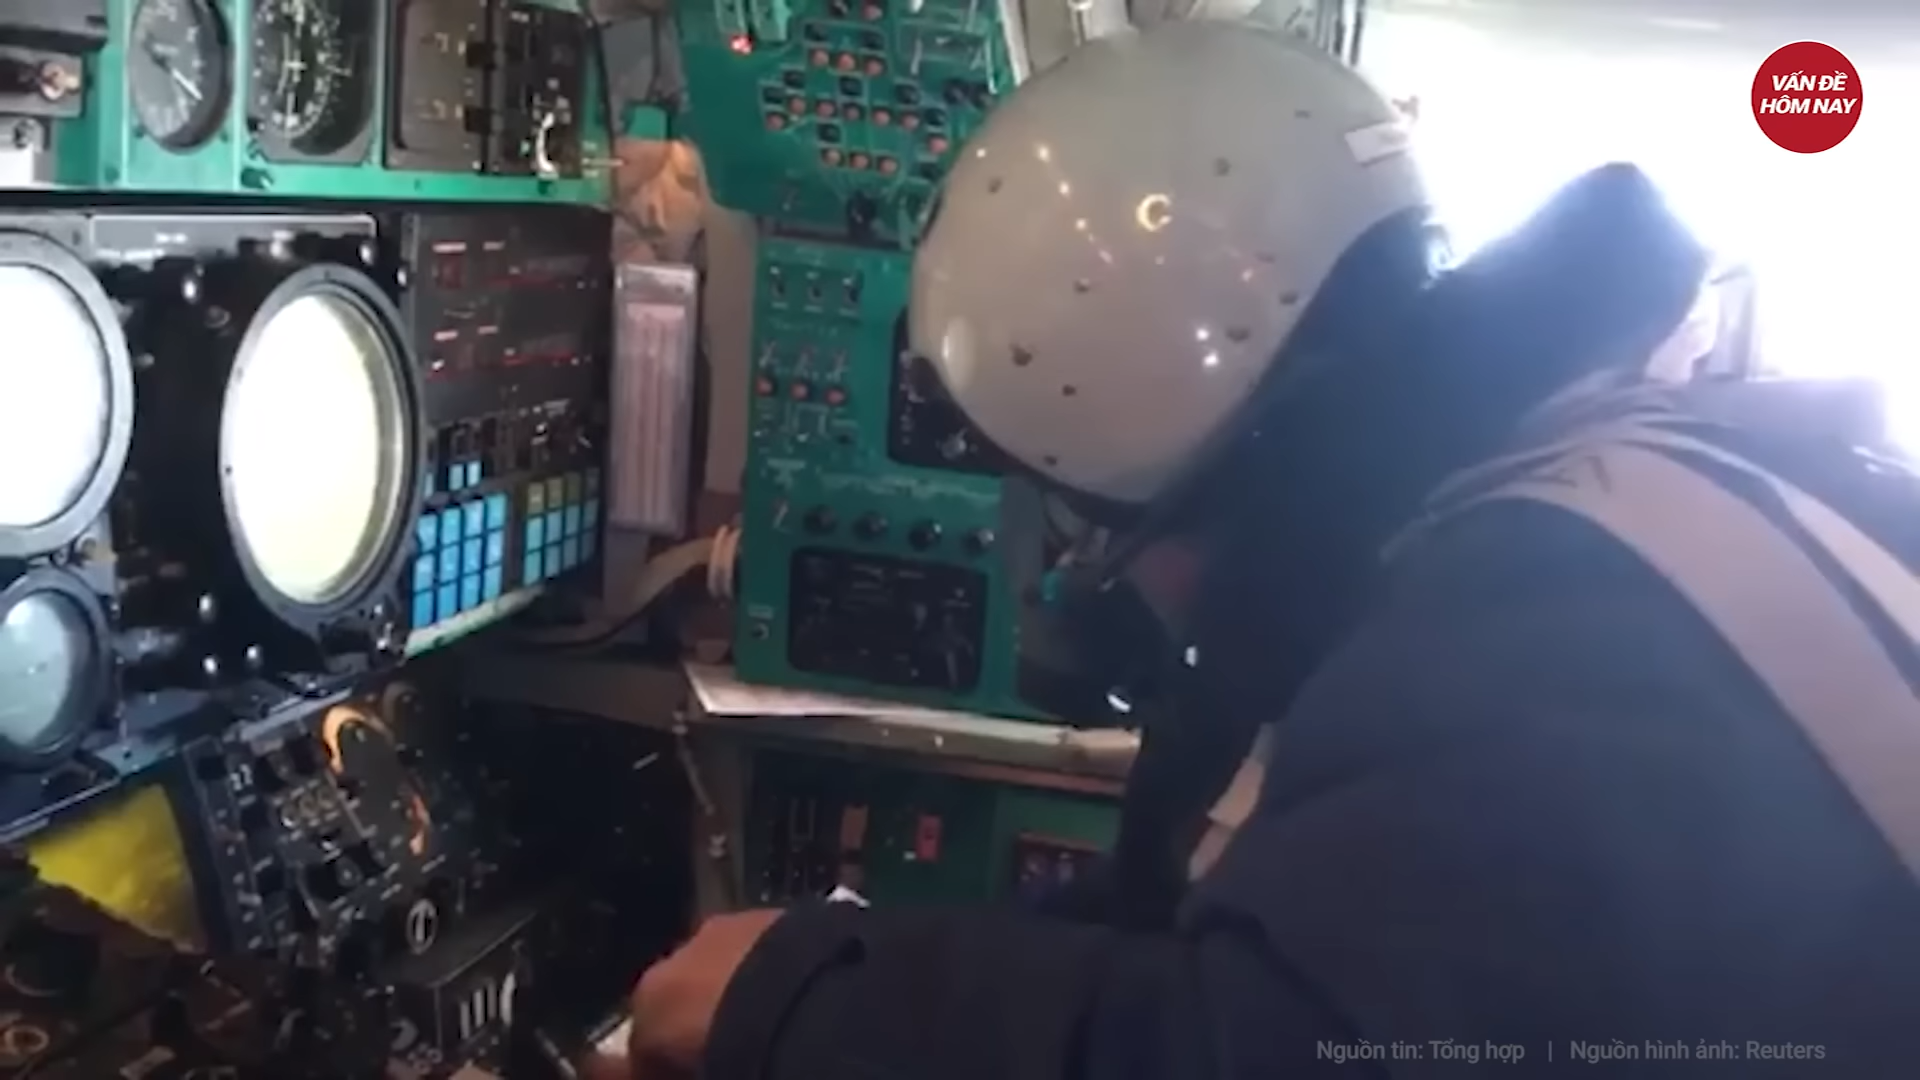 VẤN ĐỀ
HÔM NAY
Nguồn tin: Tổng hợp | Nguồn hình ảnh: Reuters